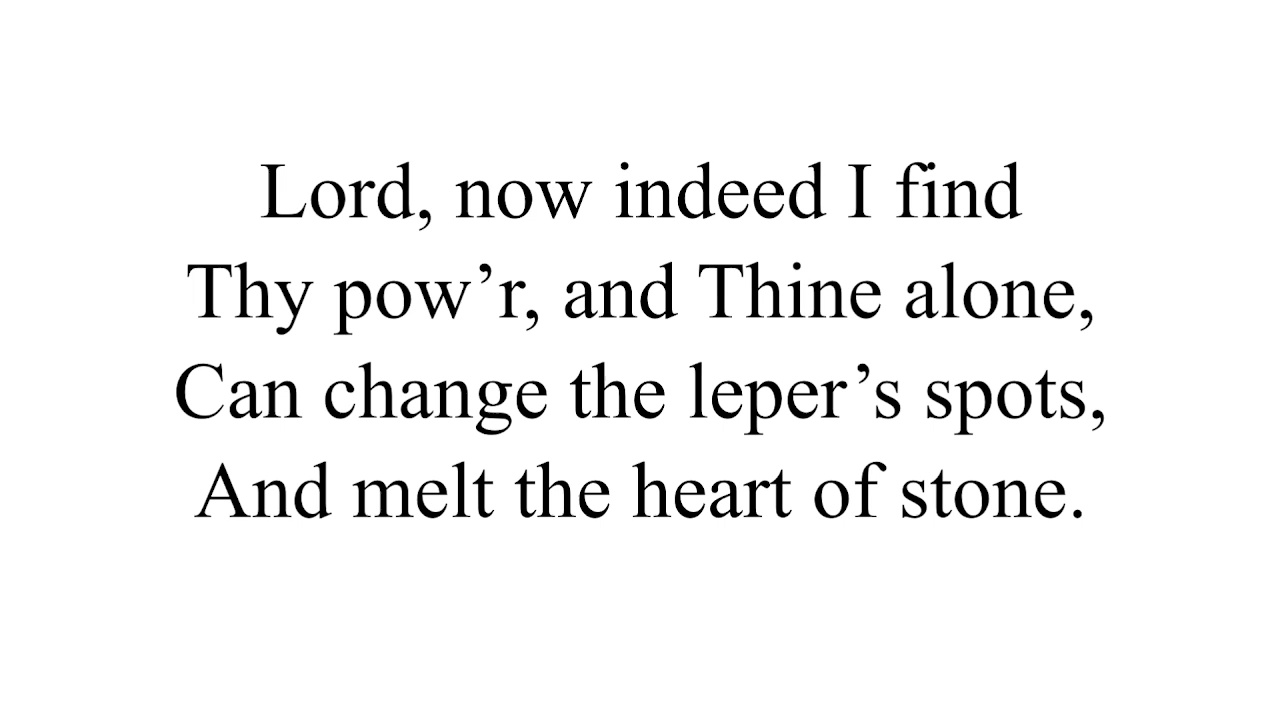 Lord, now indeed I find
Thy pow’r, and Thine alone,
Can change the leper’s spots,
And melt the heart of stone.